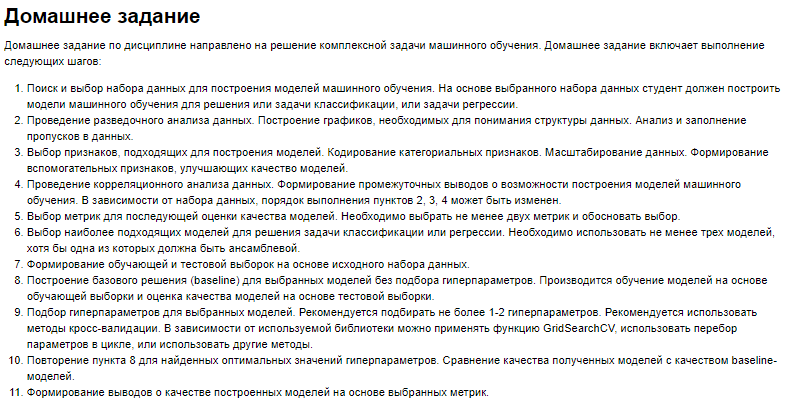 Домашнее задание
Домашнее задание по дисциплине направлено на решение комплексной задачи машинного обучения. Домашнее задание включает выполнение
следующих шагов:
1. Поиск и выбор набора данных для построения моделей машинного обучения. На основе выбранного набора данных студент должен построить
модели машинного обучения для решения или задачи классификации, или задачи регрессии.
2. Проведение разведочного анализа данных. Построение графиков, необходимых для понимания структуры данных. Анализ и заполнение
пропусков в данных.
3. Выбор признаков, подходящих для построения моделей. Кодирование категориальных признаков. Масштабирование данных. Формирование
вспомогательных признаков, улучшающих качество моделей.
4. Проведение корреляционного анализа данных. Формирование промежуточных выводов о возможности построения моделей машинного
обучения. В зависимости от набора данных, порядок выполнения пунктов 2, 3, 4 может быть изменен.
5. Выбор метрик для последующей оценки качества моделей. Необходимо выбрать не менее двух метрик и обосновать выбор.
6. Выбор наиболее подходящих моделей для решения задачи классификации или регрессии. Необходимо использовать не менее трех моделей,
хотя бы одна из которых должна быть ансамблевой.
7. Формирование обучающей и тестовой выборок на основе исходного набора данных.
8. Построение базового решения (baseline) для выбранных моделей без подбора гиперпараметров. Производится обучение моделей на основе
обучающей выборки и оценка качества моделей на основе тестовой выборки.
9. Подбор гиперпараметров для выбранных моделей. Рекомендуется подбирать не более 1-2 гиперпараметров. Рекомендуется использовать
методы кросс-валидации. В зависимости от используемой библиотеки можно применять функцию GridSearchCV, использовать перебор
параметров в цикле, или использовать другие методы.
10. Повторение пункта 8 для найденных оптимальных значений гиперпараметров. Сравнение качества полученных моделей с качеством baseline-
моделей.
11. Формирование выводов о качестве построенных моделей на основе выбранных метрик.